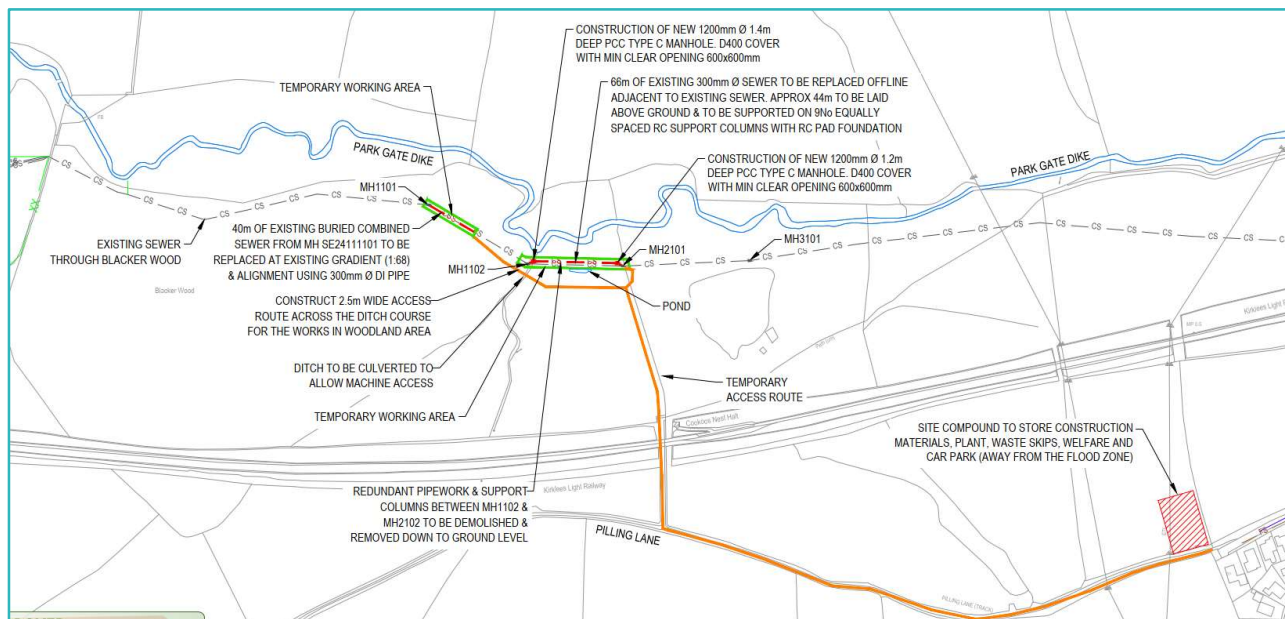 CONSTRUCTION OF NEW 1200mm Ø 1.4m
DEEP PCC TYPE C MANHOLE. D400 COVER
WITH MIN CLEAR OPENING 600x600mm
TEMPORARY WORKING AREA
66m OF EXISTING 300mm Ø SEWER TO BE REPLACED OFFLINE
ADJACENT TO EXISTING SEWER. APPROX 44m TO BE LAID
ABOVE GROUND & TO BE SUPPORTED ON 9No EQUALLY
SPACED RC SUPPORT COLUMNS WITH RC PAD FOUNDATION
PARK GATE DIKE
CONSTRUCTION OF NEW 1200mm Ø 1.2m
DEEP PCC TYPE C MANHOLE. D400 COVER
WITH MIN CLEAR OPENING 600x600mm
PARK GATE DIKE
MH1101
40m OF EXISTING BURIED COMBINED
SEWER FROM MH SE24111101 TO BE
REPLACED AT EXISTING GRADIENT (1:68)
& ALIGNMENT USING 300mm Ø DI PIPE
EXISTING SEWER
THROUGH BLACKER WOOD
MH3101
MH2101
MH1102
CONSTRUCT 2.5m WIDE ACCESS
ROUTE ACROSS THE DITCH COURSE
FOR THE WORKS IN WOODLAND AREA
POND
DITCH TO BE CULVERTED TO
ALLOW MACHINE ACCESS
TEMPORARY
ACCESS ROUTE
TEMPORARY WORKING AREA
Cuckoos Nest Halt
SITE COMPOUND TO STORE CONSTRUCTION
MATERIALS, PLANT, WASTE SKIPS, WELFARE AND
CAR PARK (AWAY FROM THE FLOOD ZONE)
REDUNDANT PIPEWORK & SUPPORT
COLUMNS BETWEEN MH1102 &
MH2102 TO BE DEMOLISHED &
REMOVED DOWN TO GROUND LEVEL
Kirklees Light Railway
PILLING LANE
PILLING LANE (TRACK)